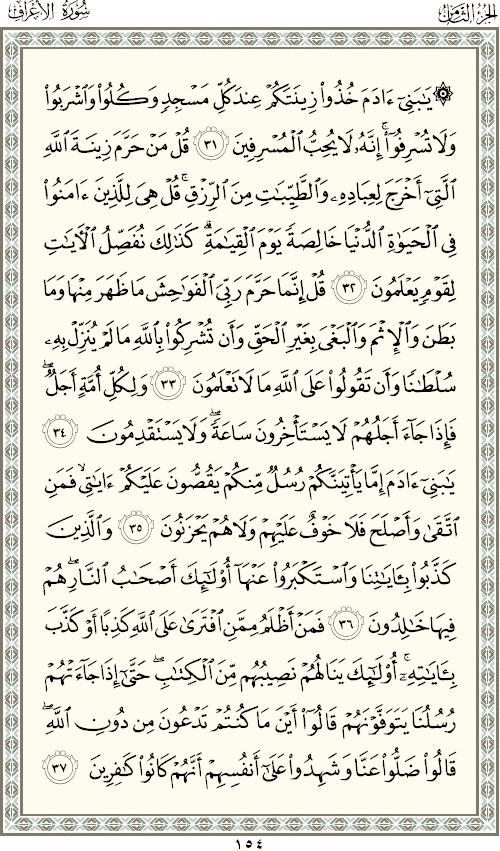 الجزء الثامن
سورة الأعراف
۞ يَـٰبَنِىٓ ءَادَمَ خُذُوا۟ زِينَتَكُمْ عِندَ كُلِّ مَسْجِدٍ وَكُلُوا۟ وَٱشْرَبُوا۟
وَلَا تُسْرِفُوٓا۟ ۚ إِنَّهُۥ لَا يُحِبُّ ٱلْمُسْرِفِينَ ٣١ قُلْ مَنْ حَرَّمَ زِينَةَ ٱللَّهِ
ٱلَّتِىٓ أَخْرَجَ لِعِبَادِهِۦ وَٱلطَّيِّبَـٰتِ مِنَ ٱلرِّزْقِ ۚ قُلْ هِىَ لِلَّذِينَ ءَامَنُوا۟
فِى ٱلْحَيَوٰةِ ٱلدُّنْيَا خَالِصَةً يَوْمَ ٱلْقِيَـٰمَةِ ۗ كَذَٰلِكَ نُفَصِّلُ ٱلْـَٔايَـٰتِ
لِقَوْمٍ يَعْلَمُونَ ٣٢ قُلْ إِنَّمَا حَرَّمَ رَبِّىَ ٱلْفَوَٰحِشَ مَا ظَهَرَ مِنْهَا وَمَا
بَطَنَ وَٱلْإِثْمَ وَٱلْبَغْىَ بِغَيْرِ ٱلْحَقِّ وَأَن تُشْرِكُوا۟ بِٱللَّهِ مَا لَمْ يُنَزِّلْ بِهِۦ
سُلْطَـٰنًا وَأَن تَقُولُوا۟ عَلَى ٱللَّهِ مَا لَا تَعْلَمُونَ ٣٣ وَلِكُلِّ أُمَّةٍ أَجَلٌ ۖ
فَإِذَا جَآءَ أَجَلُهُمْ لَا يَسْتَأْخِرُونَ سَاعَةً ۖ وَلَا يَسْتَقْدِمُونَ ٣٤
يَـٰبَنِىٓ ءَادَمَ إِمَّا يَأْتِيَنَّكُمْ رُسُلٌ مِّنكُمْ يَقُصُّونَ عَلَيْكُمْ ءَايَـٰتِى ۙ فَمَنِ
ٱتَّقَىٰ وَأَصْلَحَ فَلَا خَوْفٌ عَلَيْهِمْ وَلَا هُمْ يَحْزَنُونَ ٣٥ وَٱلَّذِينَ
كَذَّبُوا۟ بِـَٔايَـٰتِنَا وَٱسْتَكْبَرُوا۟ عَنْهَآ أُو۟لَـٰٓئِكَ أَصْحَـٰبُ ٱلنَّارِ ۖ هُمْ
فِيهَا خَـٰلِدُونَ ٣٦ فَمَنْ أَظْلَمُ مِمَّنِ ٱفْتَرَىٰ عَلَى ٱللَّهِ كَذِبًا أَوْ كَذَّبَ
بِـَٔايَـٰتِهِۦٓ ۚ أُو۟لَـٰٓئِكَ يَنَالُهُمْ نَصِيبُهُم مِّنَ ٱلْكِتَـٰبِ ۖ حَتَّىٰٓ إِذَا جَآءَتْهُمْ
رُسُلُنَا يَتَوَفَّوْنَهُمْ قَالُوٓا۟ أَيْنَ مَا كُنتُمْ تَدْعُونَ مِن دُونِ ٱللَّهِ ۖ
قَالُوا۟ ضَلُّوا۟ عَنَّا وَشَهِدُوا۟ عَلَىٰٓ أَنفُسِهِمْ أَنَّهُمْ كَانُوا۟ كَـٰفِرِينَ ٣٧
١٥٤